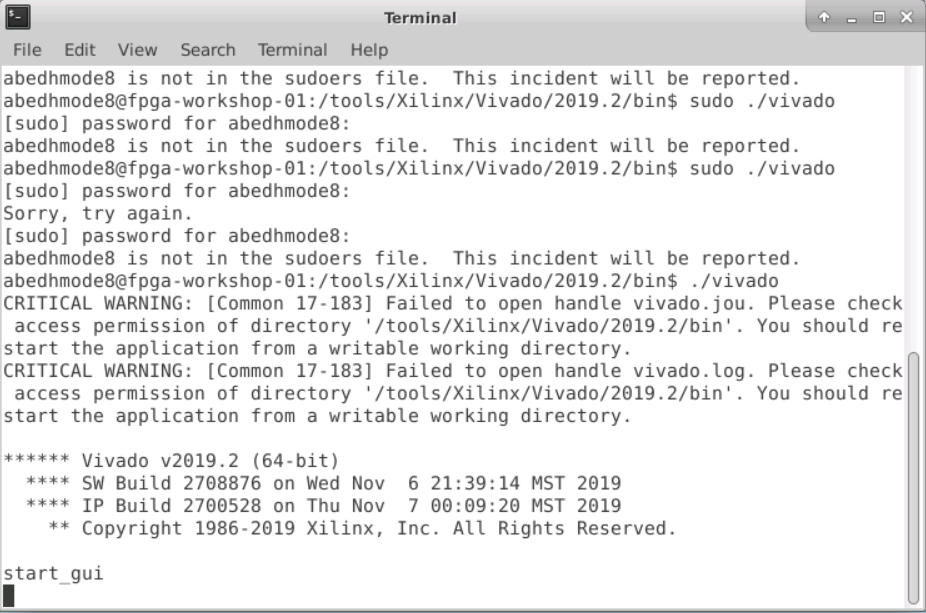 Terminal
File Edit View Search Terminal Help
abedhmode8 is not in the sudoers file.  This incident will be reported.
abedhmode8@fpga-workshop-01:/tools/Xilinx/Vivado/2019.2/bin$ sudo ./vivado
[sudo] password for abedhmode8:
abedhmode8 is not in the sudoers file.  This incident will be reported.
abedhmode8@fpga-workshop-01:/tools/Xilinx/Vivado/2019.2/bin$ sudo ./vivado
[sudo] password for abedhmode8:
Sorry, try again.
[sudo] password for abedhmode8:
abedhmode8 is not in the sudoers file.  This incident will be reported.
abedhmode8@fpga-workshop-01:/tools/Xilinx/Vivado/2019.2/bin$ ./vivado
CRITICAL WARNING: [Common 17-183] Failed to open handle vivado.jou. Please check
 access permission of directory '/tools/Xilinx/Vivado/2019.2/bin'. You should re
start the application from a writable working directory.
CRITICAL WARNING: [Common 17-183] Failed to open handle vivado.log. Please check
 access permission of directory '/tools/Xilinx/Vivado/2019.2/bin'. You should re
start the application from a writable working directory.

****** Vivado v2019.2 (64-bit)
  **** SW Build 2708876 on Wed Nov  6 21:39:14 MST 2019
  **** IP Build 2700528 on Thu Nov  7 00:09:20 MST 2019
    ** Copyright 1986-2019 Xilinx, Inc. All Rights Reserved.

start_gui